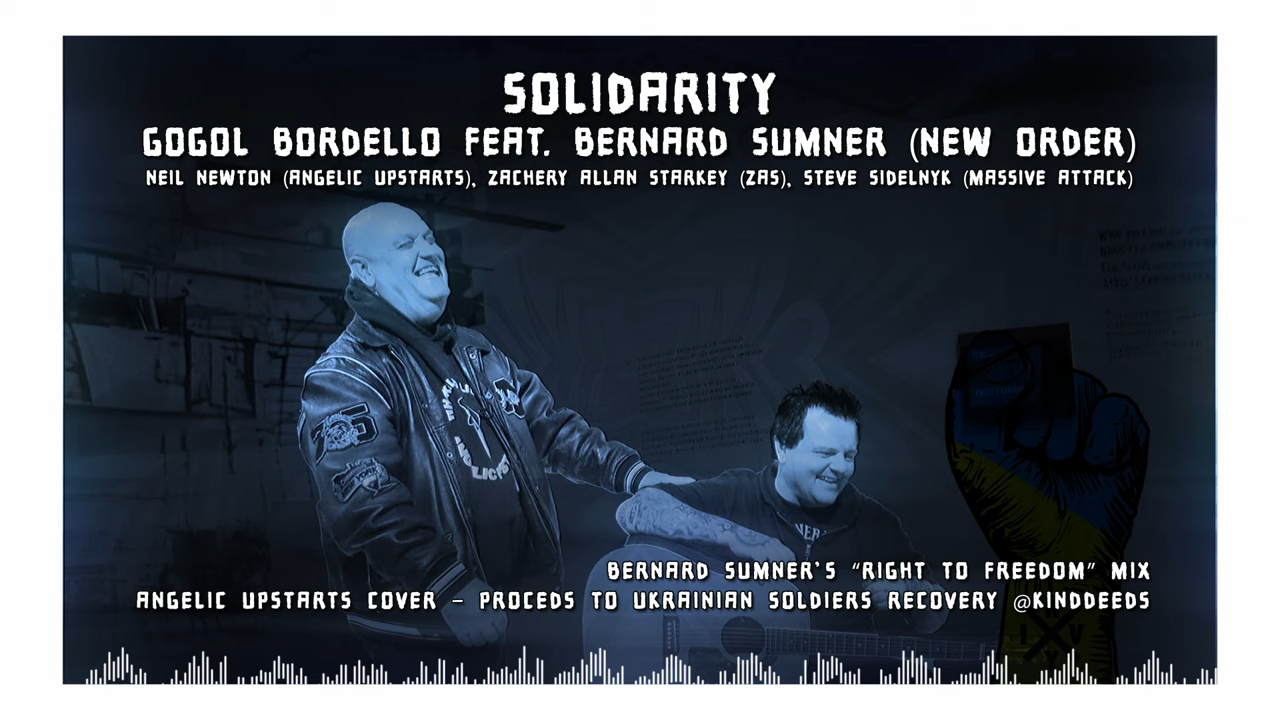 SOLIDARITY
GOGOL BORDELLO FEAT. BERNARD SUMNER (NEW ORDER)
NEIL NEWTON (ANGELIC UPSTARTS), ZACHERY ALLAN STARKEY (ZAS), STEVE SIDELNYK (MASSIVE ATTACK)
BERNARD SUMNER'S "RIGHT TO FREEDOM" MIX
ANGELIC UPSTARTS COVER – PROCEDS TO UKRAINIAN SOLDIERS RECOVERY @KINDDEEDS